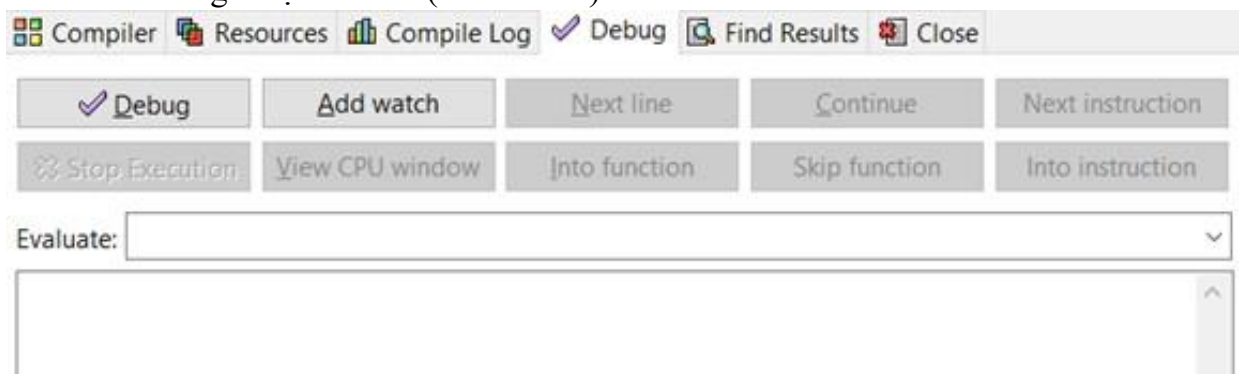 Compiler Resources Compile Log Debug Find Results Close
Debug Add watch Next line Continue Next instruction
Stop Execution View CPU window Into function Skip function Into instruction
Evaluate: